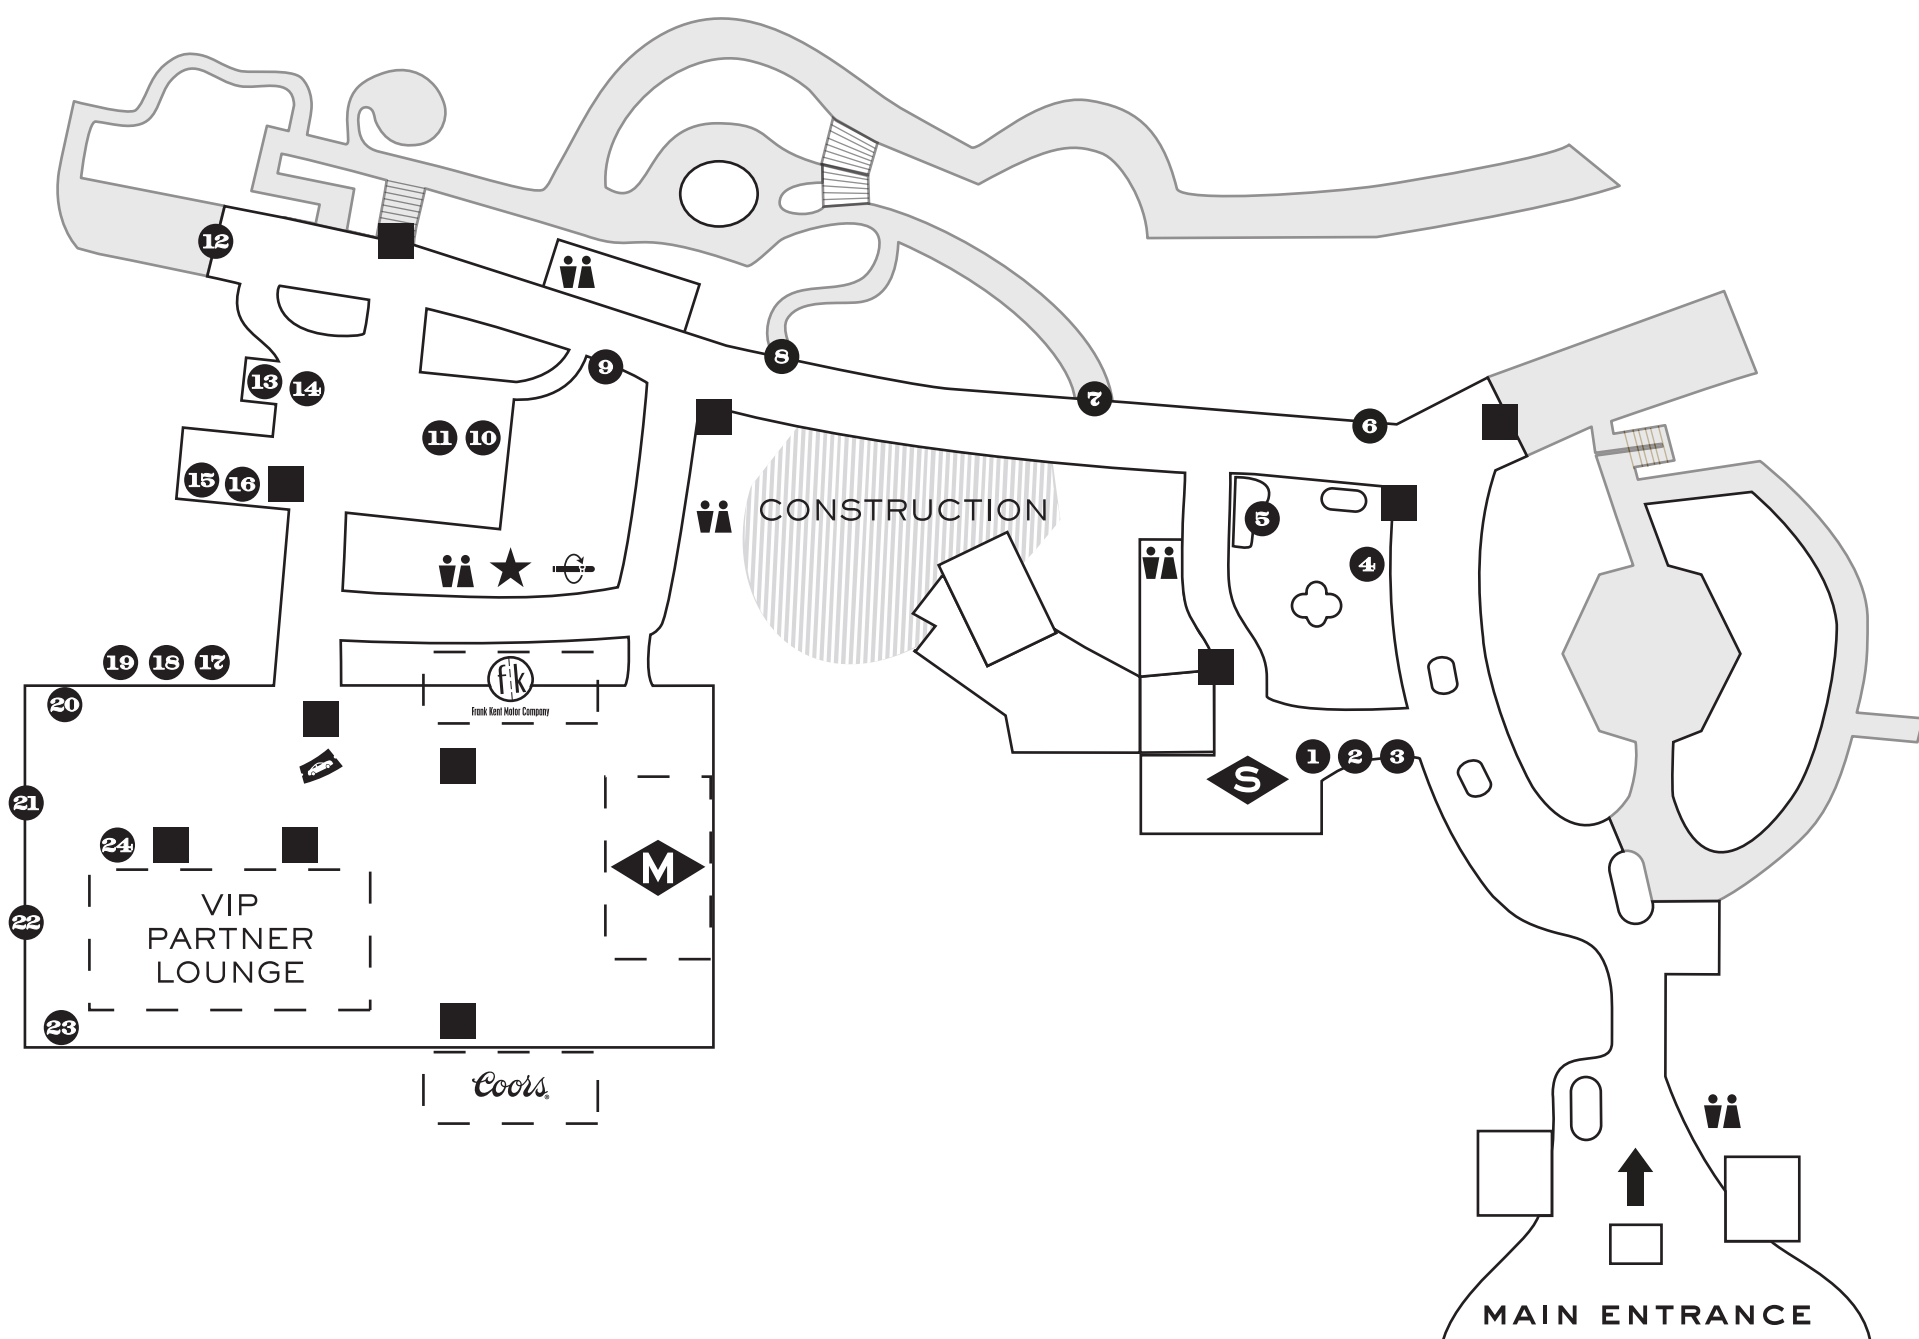 12
8
9
13
14
7
6
11
10
15
16
CONSTRUCTION
5
4
19
18
17
fk
Frank Kent Motor Company
20
1
2
3
S
21
24
M
VIP
PARTNER
LOUNGE
22
23
Coors®
MAIN ENTRANCE